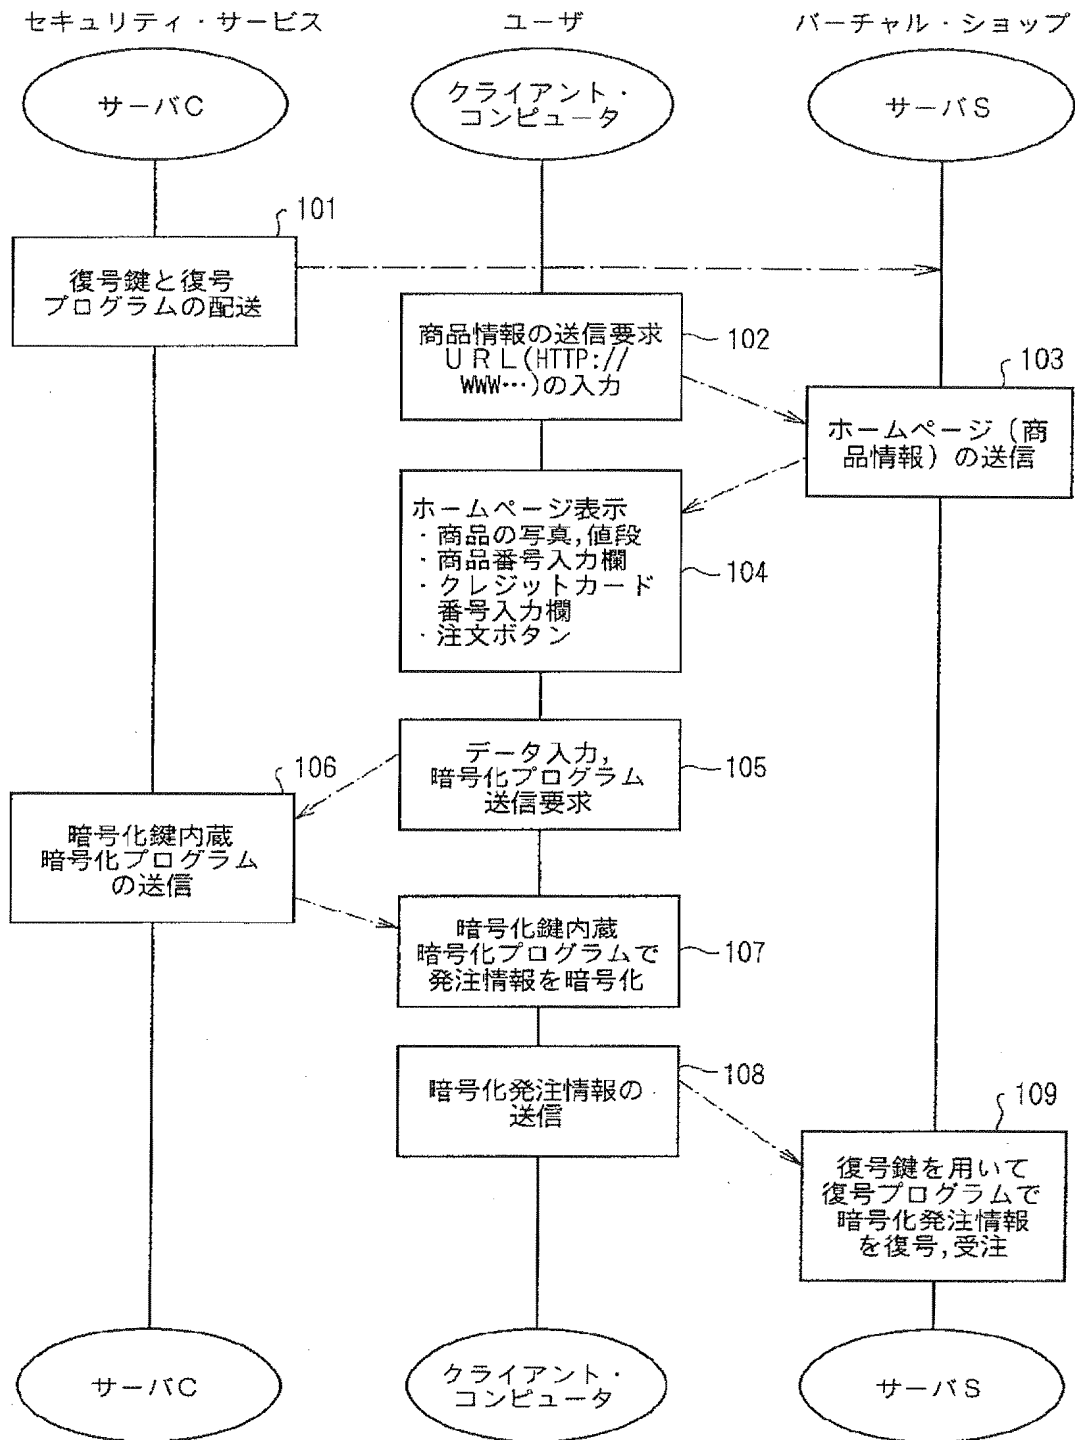 セキュリティ・サービス
ユーザ
バーチャル・ショップ
サーバC
クライアント・
コンピュータ
サーバS
101
復号鍵と復号
プログラムの配送
102
商品情報の送信要求
URL(HTTP://
WWW…)の入力
103
ホームページ(商
品情報)の送信
104
ホームページ表示
・商品の写真,値段
・商品番号入力欄
・クレジットカード
番号入力欄
・注文ボタン
105
データ入力,
暗号化プログラム
送信要求
106
暗号化鍵内蔵
暗号化プログラム
の送信
107
暗号化鍵内蔵
暗号化プログラムで
発注情報を暗号化
108
暗号化発注情報の
送信
109
復号鍵を用いて
復号プログラムで
暗号化発注情報
を復号,受注
サーバC
クライアント・
コンピュータ
サーバS